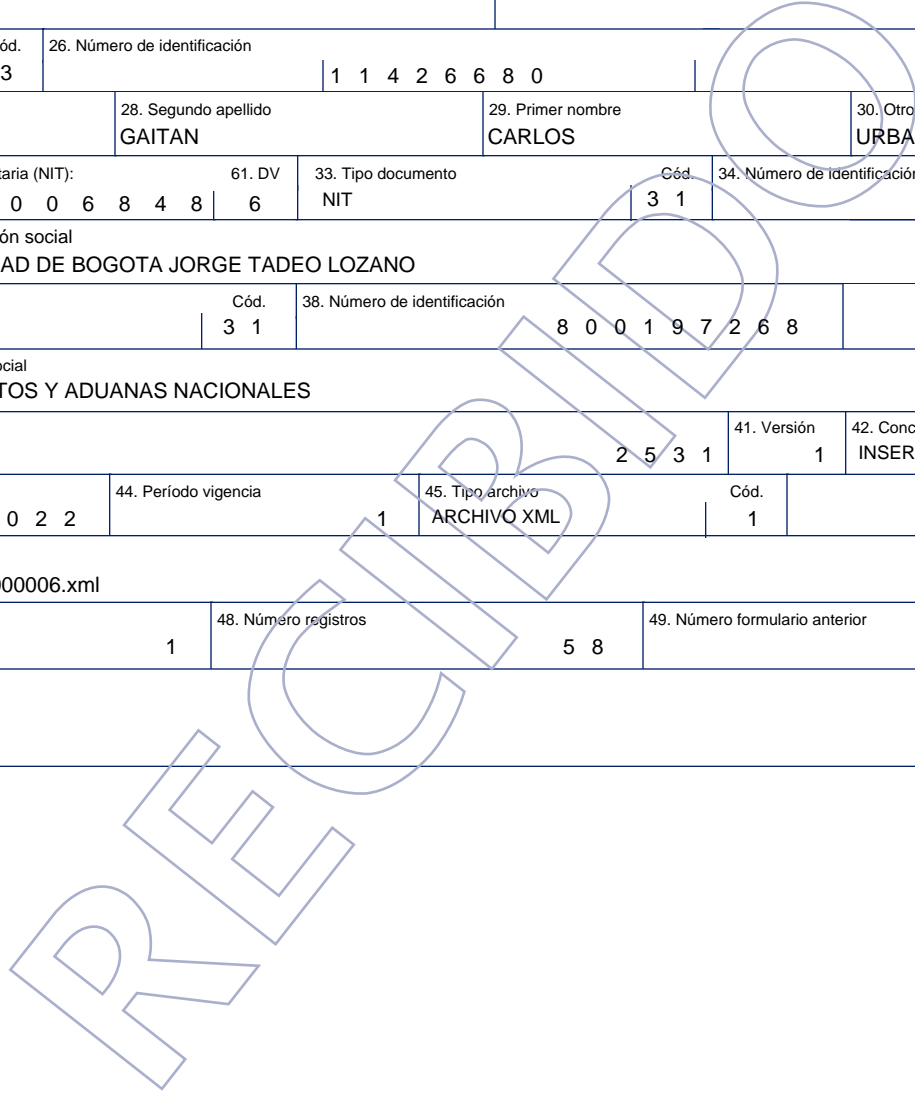 ód. 26. Número de identificación
3 1 1 4 2 6 6 8 0
28. Segundo apellido 29. Primer nombre 30. Otro
GAITAN CARLOS URBA
taria (NIT): 61. DV 33. Tipo documento Cód. 34. Número de identificación
0 0 6 8 4 8 6 NIT 3 1
ón social
AD DE BOGOTA JORGE TADEO LOZANO
Cód. 38. Número de identificación
3 1 8 0 0 1 9 7 2 6 8
ocial
TOS Y ADUANAS NACIONALES
41. Versión 42. Conc
2 5 3 1 1 INSER
44. Período vigencia 45. Tipo archivo Cód.
0 2 2 1 ARCHIVO XML 1
000006.xml
48. Número registros 49. Número formulario anterior
1 5 8
RECIBIDO